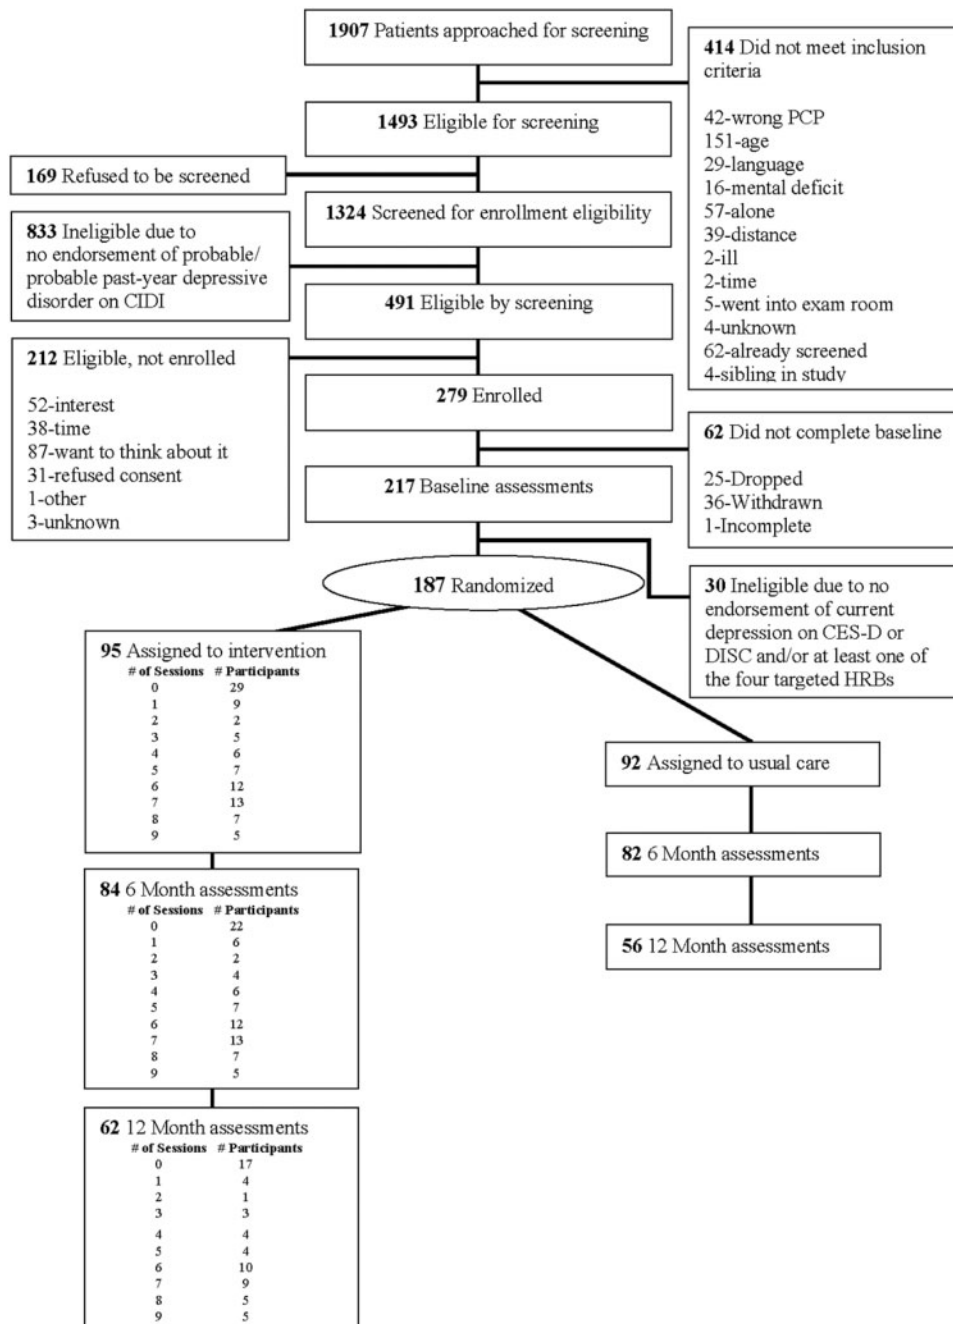 1907 Patients approached for screening
414 Did not meet inclusion
criteria
42-wrong PCP
151-age
29-language
16-mental deficit
57-alone
39-distance
2-ill
2-time
5-went into exam room
4-unknown
62-already screened
4-sibling in study
1493 Eligible for screening
169 Refused to be screened
1324 Screened for enrollment eligibility
833 Ineligible due to
no endorsement of probable/
probable past-year depressive
disorder on CIDI
491 Eligible by screening
212 Eligible, not enrolled
52-interest
38-time
87-want to think about it
31-refused consent
1-other
3-unknown
279 Enrolled
62 Did not complete baseline
25-Dropped
36-Withdrawn
1-Incomplete
217 Baseline assessments
30 Ineligible due to no
endorsement of current
depression on CES-D or
DISC and/or at least one of
the four targeted HRBs
187 Randomized
95 Assigned to intervention
# of Sessions # Participants
0 29
1 9
2 2
3 5
4 6
5 7
6 12
7 13
8 7
9 5
84 6 Month assessments
# of Sessions # Participants
0 22
1 6
2 2
3 4
4 6
5 7
6 12
7 13
8 7
9 5
62 12 Month assessments
# of Sessions # Participants
0 17
1 4
2 1
3 3
4 4
5 4
6 10
7 9
8 5
9 5
92 Assigned to usual care
82 6 Month assessments
56 12 Month assessments